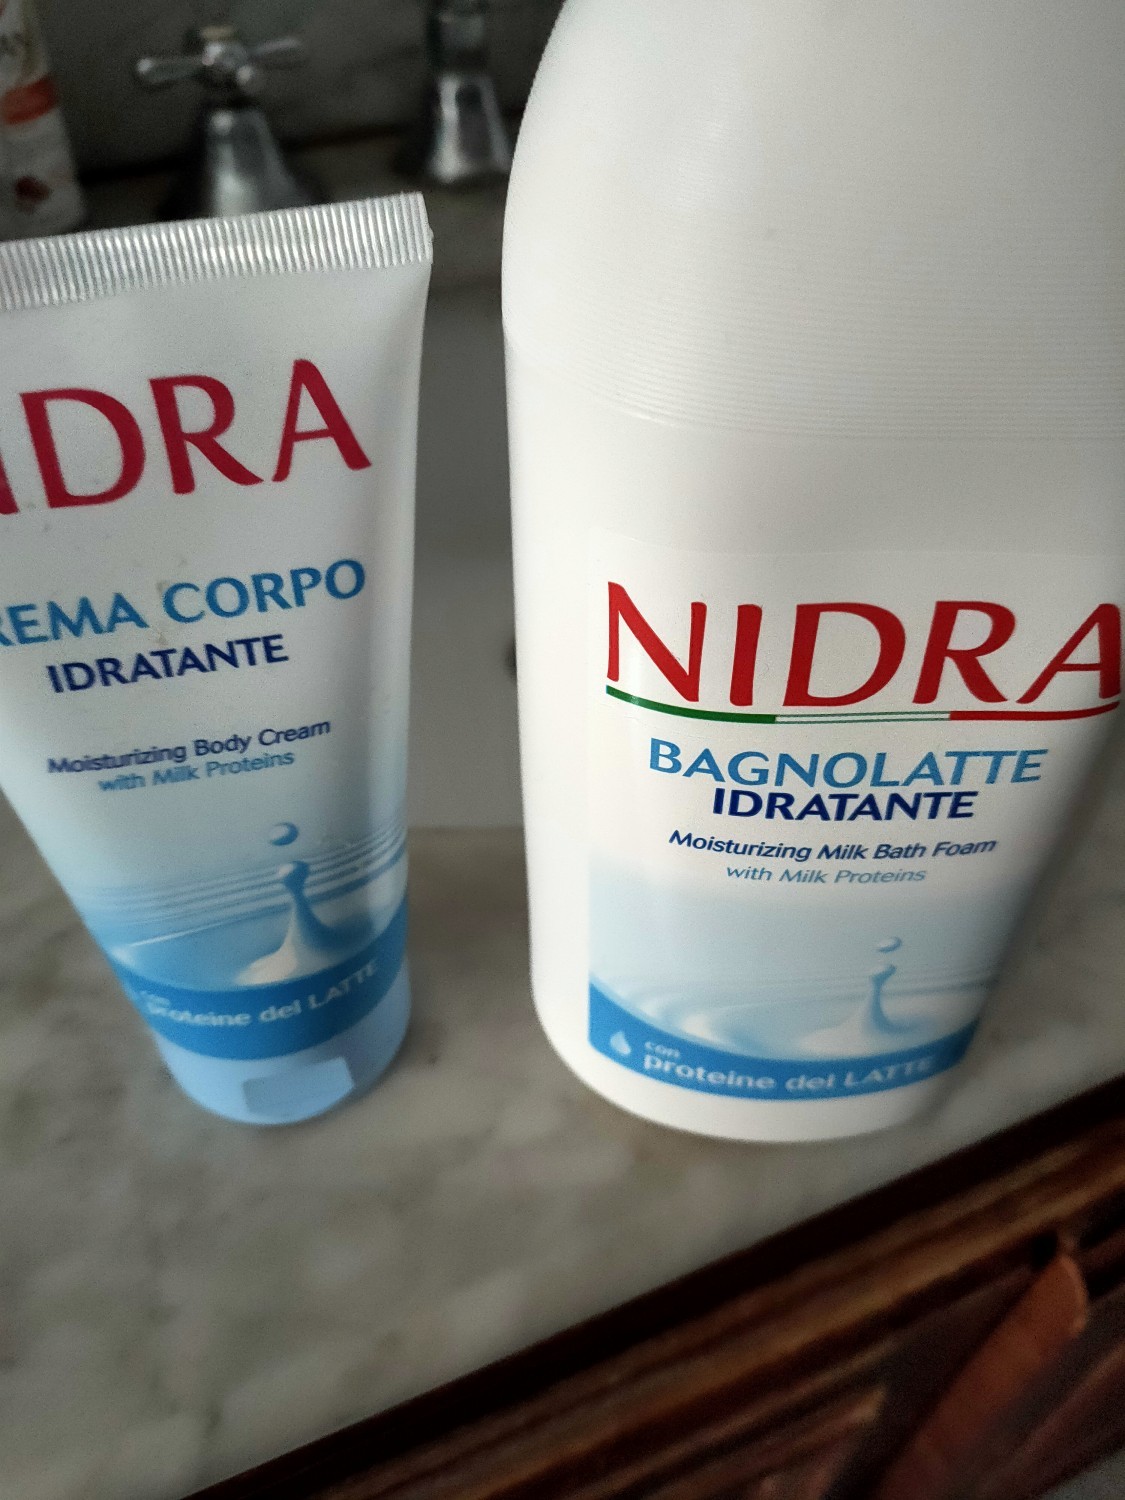 IDRA
REMA CORPO
IDRATANTE
Moisturizing Body Cream
with Milk Proteins
con
proteine del LATTE
NIDRA
BAGNOLATTE
IDRATANTE
Moisturizing Milk Bath Foam
with Milk Proteins
con
proteine del LATTE